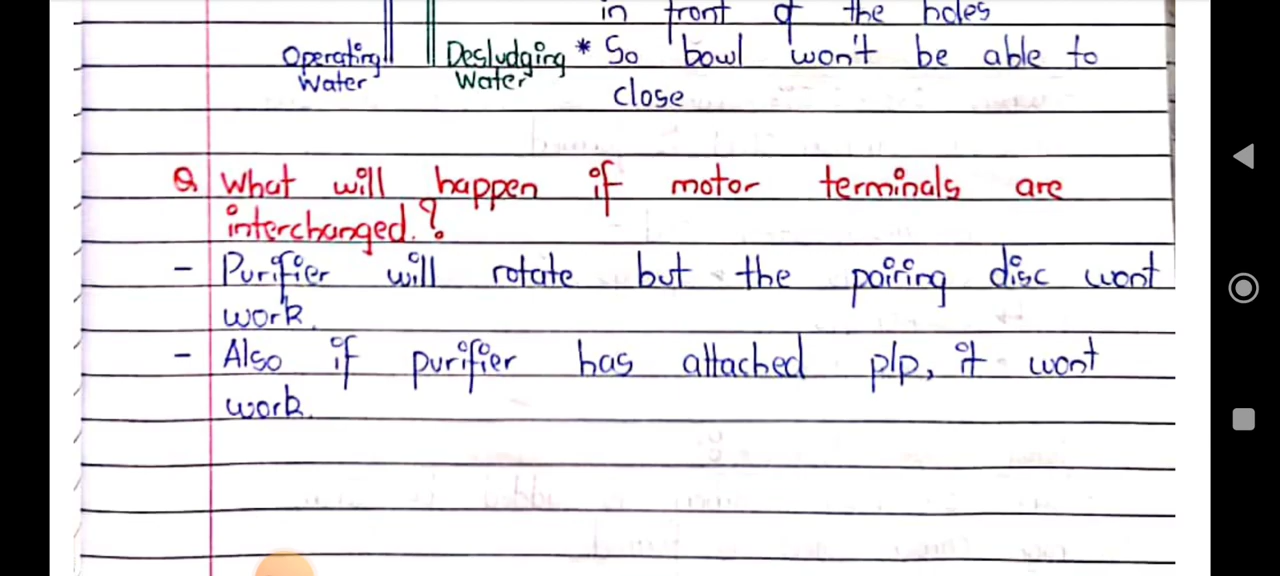 in front of the holes
Operating Water
Desludging Water
* So bowl won't be able to
close
Q What will happen if motor terminals are
interchanged.?
- Purifier will rotate but the pairing disc wont
work.
- Also if purifier has attached p/p, it wont
work.